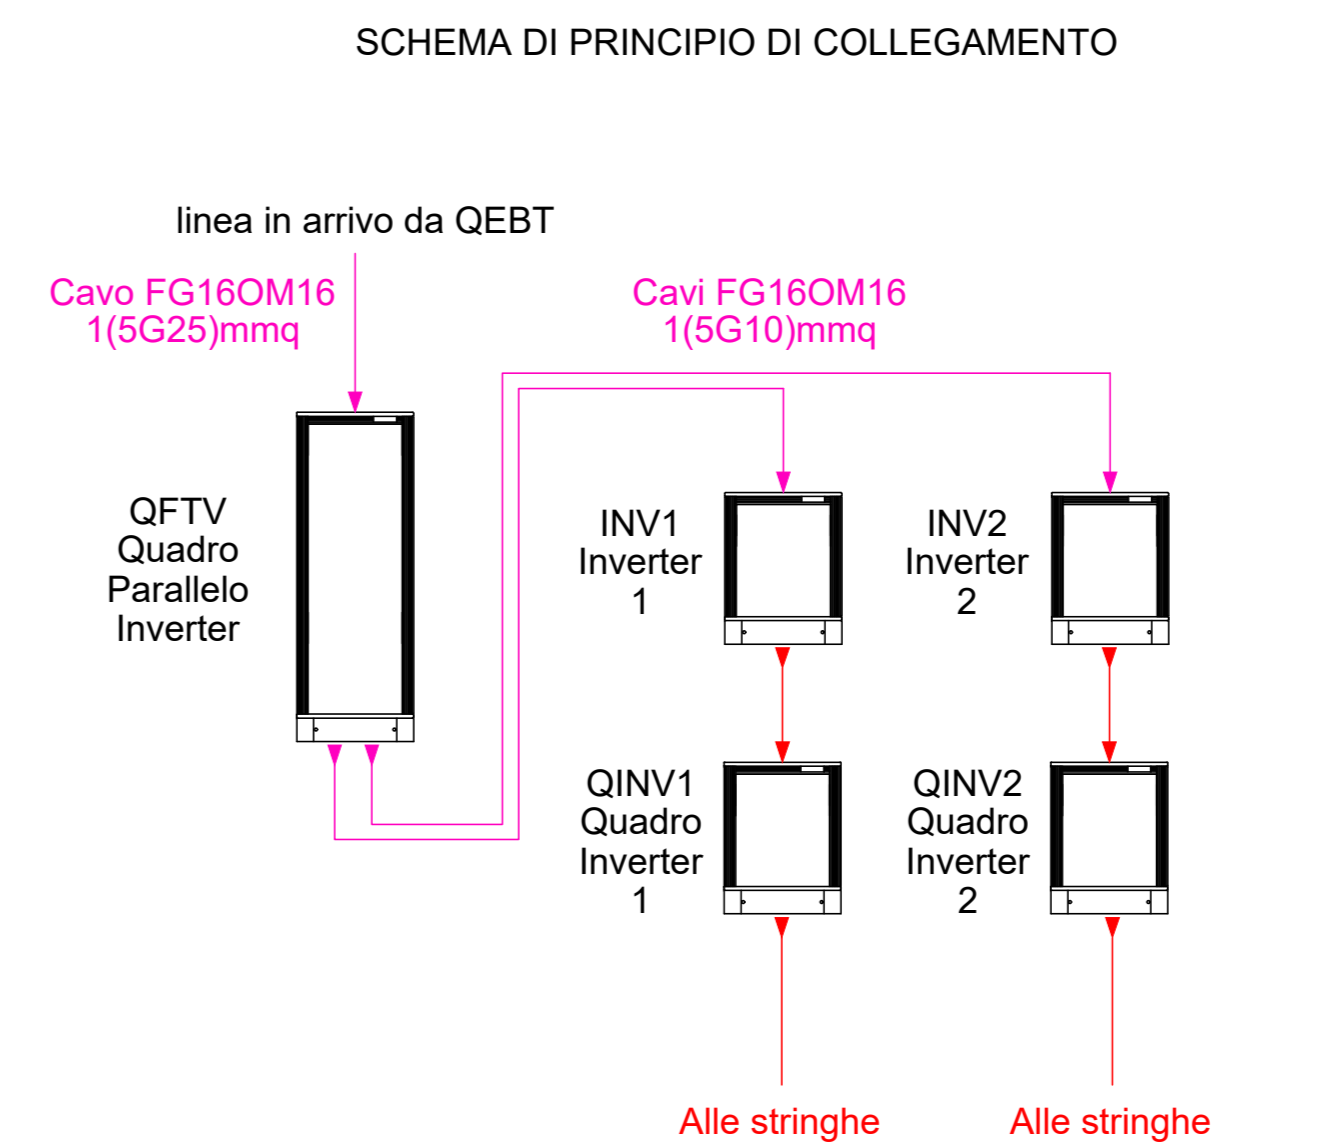 SCHEMA DI PRINCIPIO DI COLLEGAMENTO
linea in arrivo da QEBT
Cavo FG16OM16
1(5G25)mmq
Cavi FG16OM16
1(5G10)mmq
QFTV
Quadro
Parallelo
Inverter
INV1
Inverter
1
INV2
Inverter
2
QINV1
Quadro
Inverter
1
QINV2
Quadro
Inverter
2
Alle stringhe
Alle stringhe